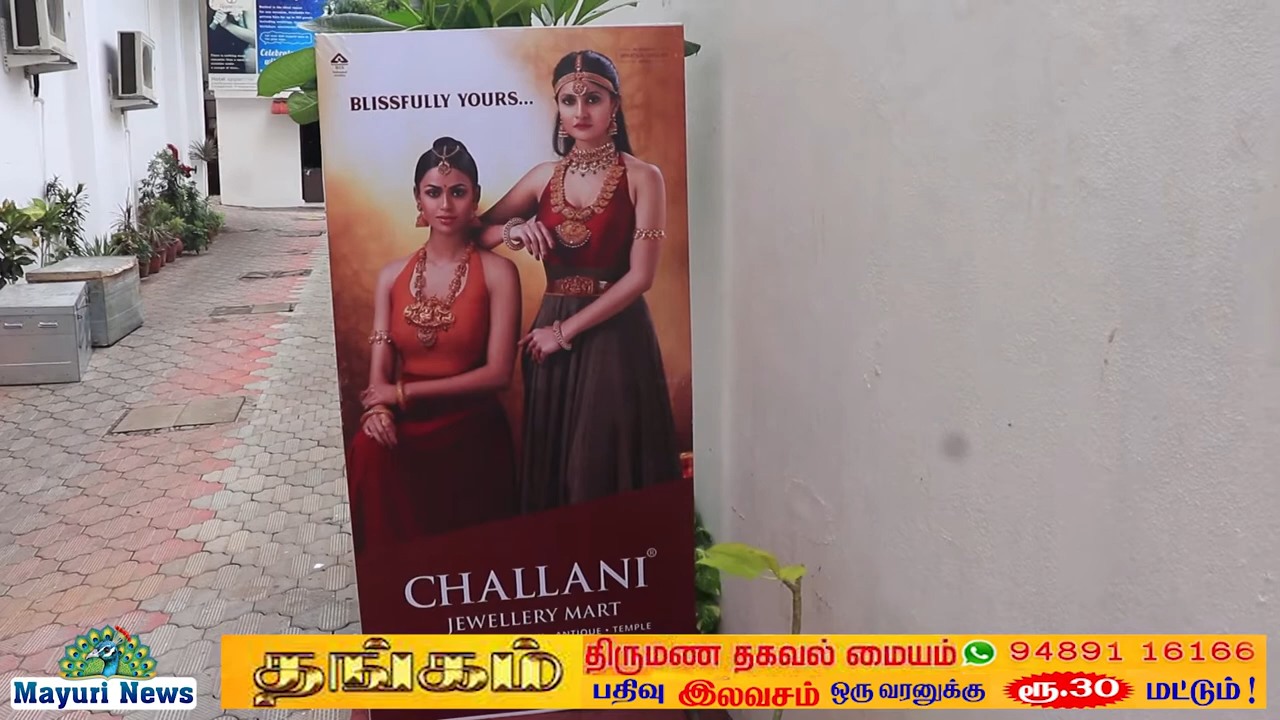 BLISSFULLY YOURS...
CHALLANI®
JEWELLERY MART
ANTIQUE • TEMPLE
Mayuri News
தங்கம்
திருமண தகவல் மையம் 94891 16166
பதிவு இலவசம் ஒரு வரனுக்கு ரூ.30 மட்டும் !